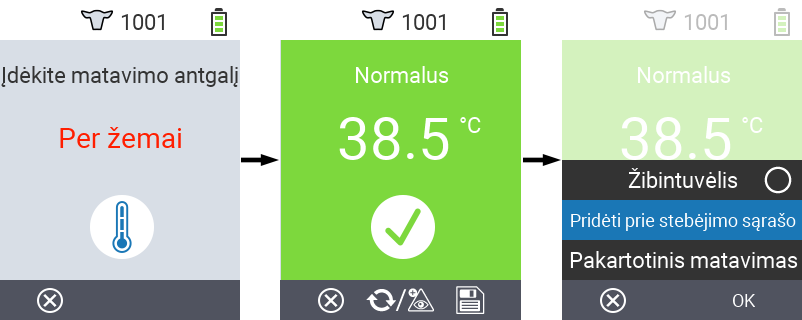 1001
Įdėkite matavimo antgalį
Per žemai
1001
Normalus
38.5 °C
1001
Normalus
38.5 °C
Žibintuvėlis
Pridėti prie stebėjimo sąrašo
Pakartotinis matavimas
OK